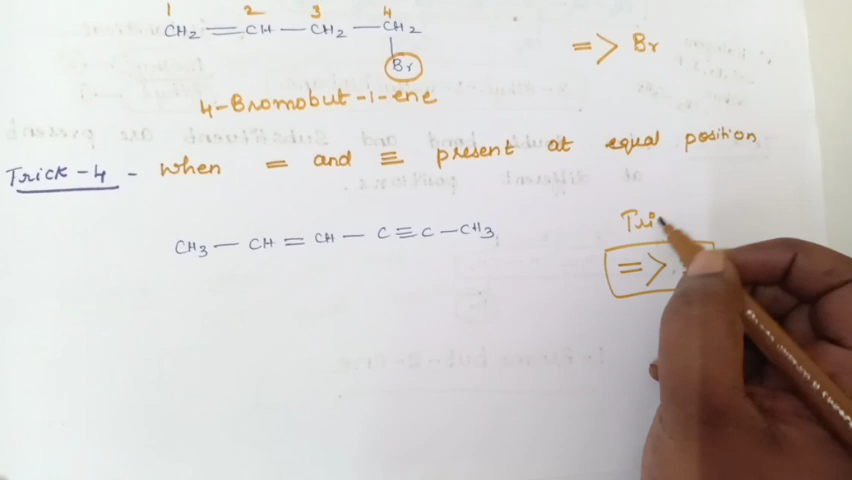 1 2 3 4
CH2 = CH — CH2 — CH2
Br
=> Br
4-Bromobut-1-ene
Trick-4 - when = and ≡ present at equal position
CH3 — CH = CH — C ≡ C — CH3
Tri
=>